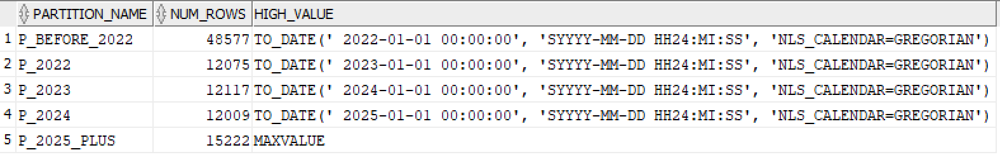 PARTITION_NAME NUM_ROWS HIGH_VALUE
1 P_BEFORE_2022 48577 TO_DATE(' 2022-01-01 00:00:00', 'SYYYY-MM-DD HH24:MI:SS', 'NLS_CALENDAR=GREGORIAN')
2 P_2022 12075 TO_DATE(' 2023-01-01 00:00:00', 'SYYYY-MM-DD HH24:MI:SS', 'NLS_CALENDAR=GREGORIAN')
3 P_2023 12117 TO_DATE(' 2024-01-01 00:00:00', 'SYYYY-MM-DD HH24:MI:SS', 'NLS_CALENDAR=GREGORIAN')
4 P_2024 12009 TO_DATE(' 2025-01-01 00:00:00', 'SYYYY-MM-DD HH24:MI:SS', 'NLS_CALENDAR=GREGORIAN')
5 P_2025_PLUS 15222 MAXVALUE